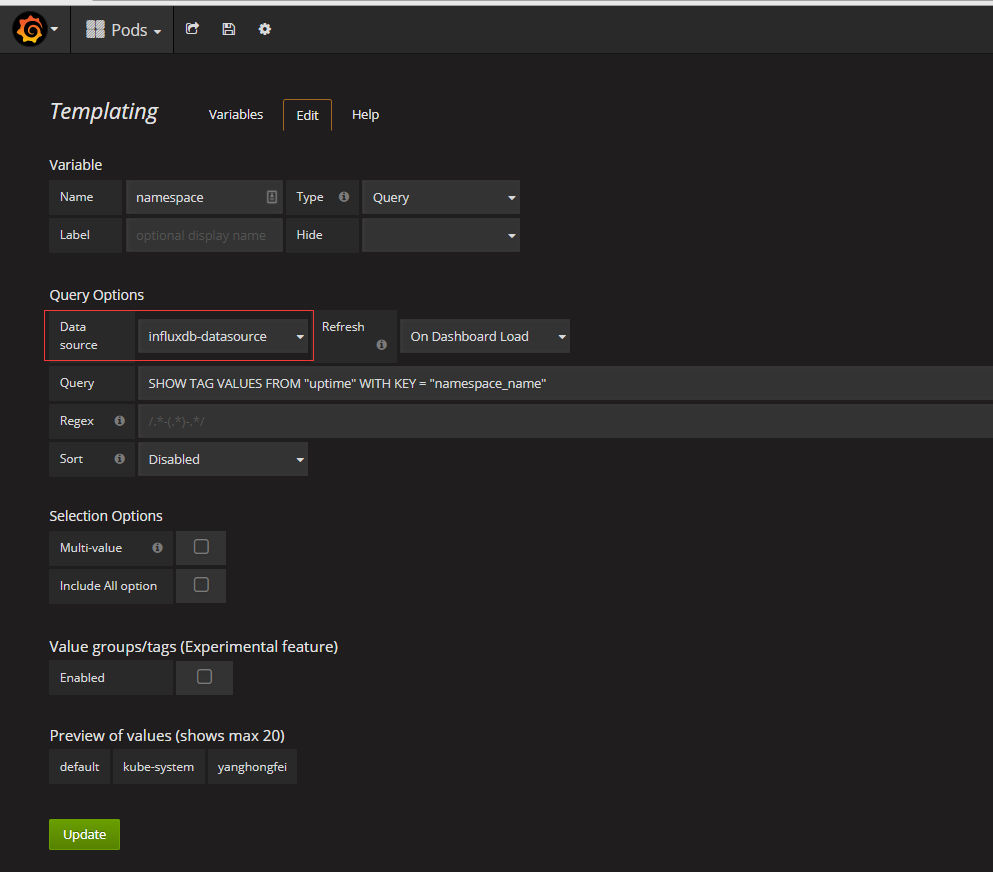 Pods
Templating Variables Edit Help
Variable
Name namespace Type Query
Label optional display name Hide
Query Options
Data source influxdb-datasource Refresh On Dashboard Load
Query SHOW TAG VALUES FROM "uptime" WITH KEY = "namespace_name"
Regex /.*-(.*)-.*/
Sort Disabled
Selection Options
Multi-value
Include All option
Value groups/tags (Experimental feature)
Enabled
Preview of values (shows max 20)
default kube-system yanghongfei
Update